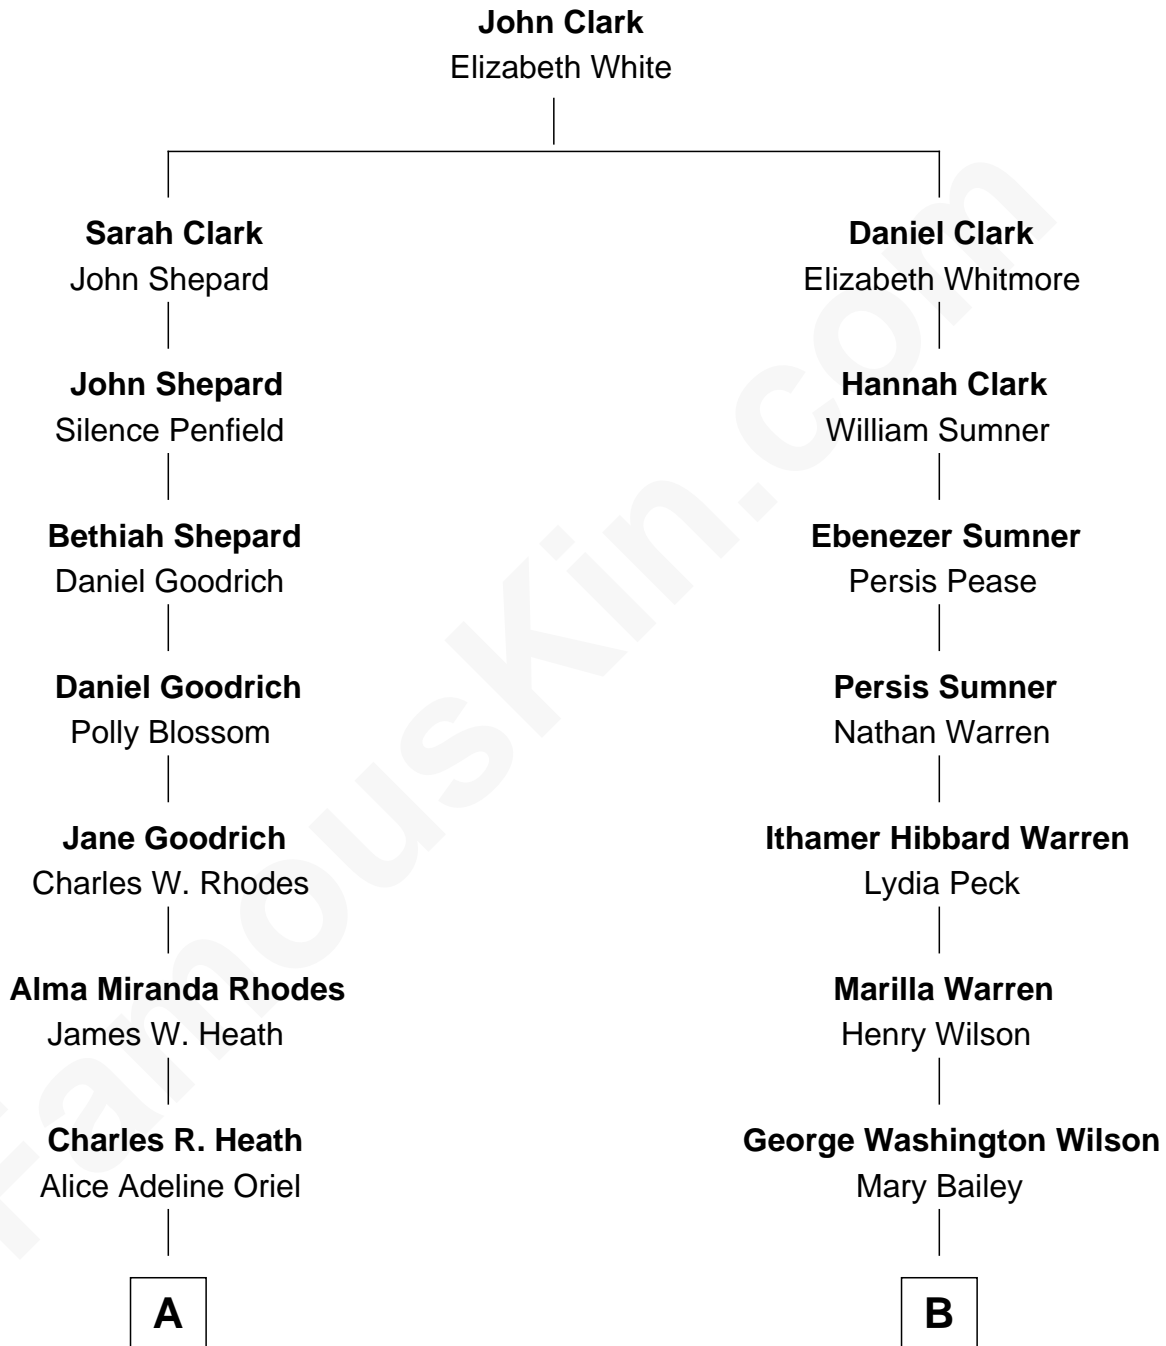 John Clark
Elizabeth White
Sarah Clark
John Shepard
Daniel Clark
Elizabeth Whitmore
John Shepard
Silence Penfield
Hannah Clark
William Sumner
Bethiah Shepard
Daniel Goodrich
Ebenezer Sumner
Persis Pease
Daniel Goodrich
Polly Blossom
Persis Sumner
Nathan Warren
Jane Goodrich
Charles W. Rhodes
Ithamer Hibbard Warren
Lydia Peck
Alma Miranda Rhodes
James W. Heath
Marilla Warren
Henry Wilson
Charles R. Heath
Alice Adeline Oriel
George Washington Wilson
Mary Bailey
A
B
FamousKin.com